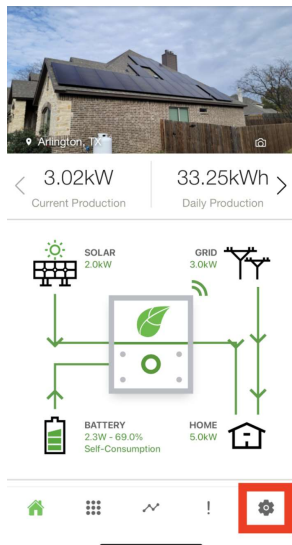 Arlington, TX
3.02kW
Current Production
33.25kWh
Daily Production
SOLAR
2.0kW
GRID
3.0kW
BATTERY
2.3W - 69.0%
Self-Consumption
HOME
5.0kW
!